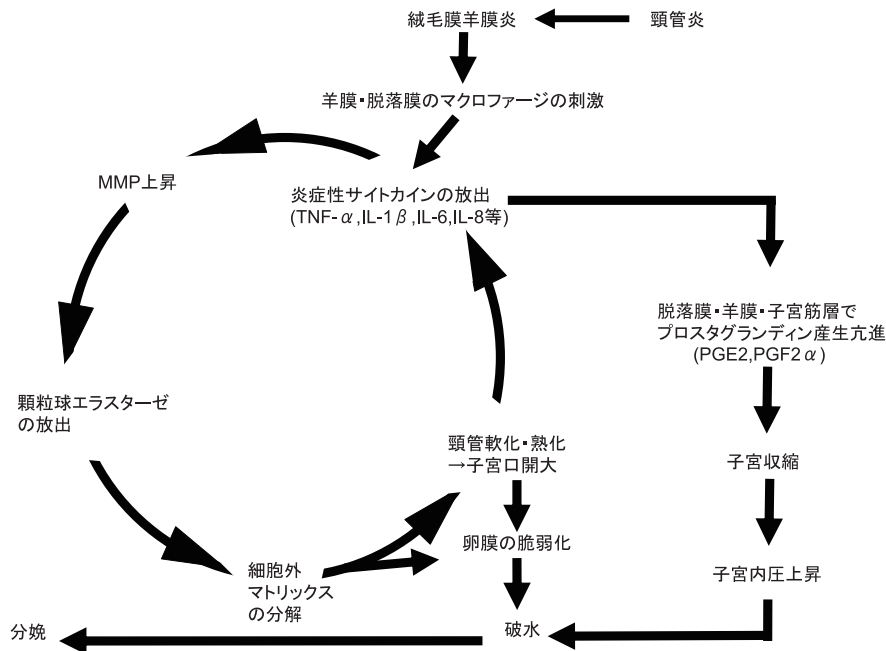 絨毛膜羊膜炎
頸管炎
羊膜・脱落膜のマクロファージの刺激
MMP上昇
炎症性サイトカインの放出
(TNF-α,IL-1β,IL-6,IL-8等)
脱落膜・羊膜・子宮筋層で
プロスタグランディン産生亢進
(PGE2,PGF2α)
顆粒球エラスターゼ
の放出
頸管軟化・熟化
→子宮口開大
子宮収縮
卵膜の脆弱化
細胞外
マトリックス
の分解
子宮内圧上昇
分娩
破水